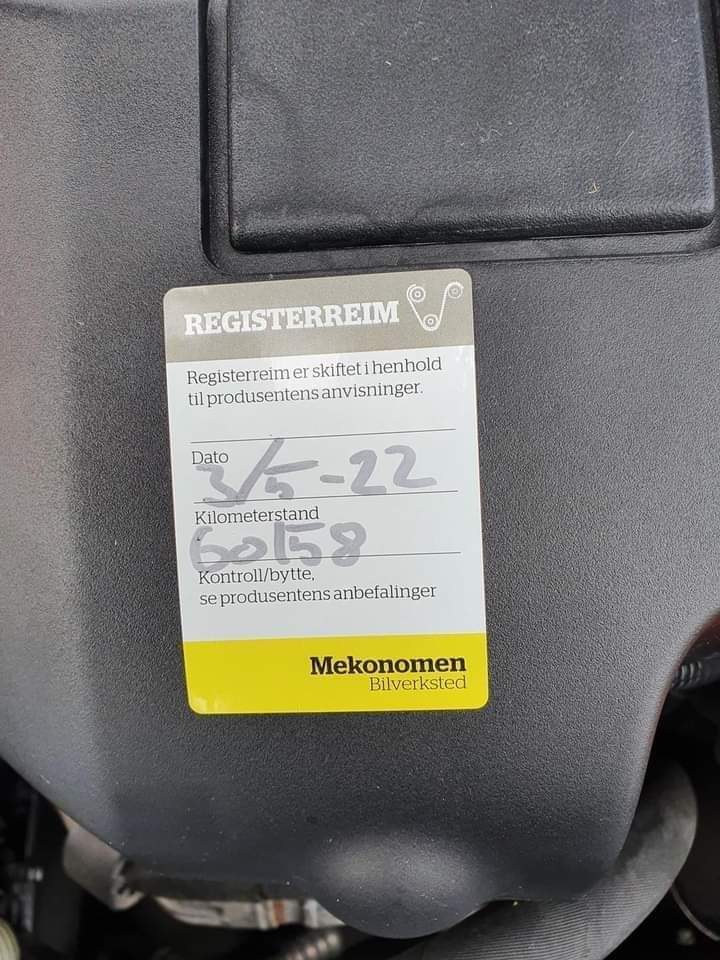 REGISTERREIM
Registerreim er skiftet i henhold
til produsentens anvisninger.
Dato
3/5-22
Kilometerstand
60158
Kontroll/bytte,
se produsentens anbefalinger
Mekonomen
Bilverksted